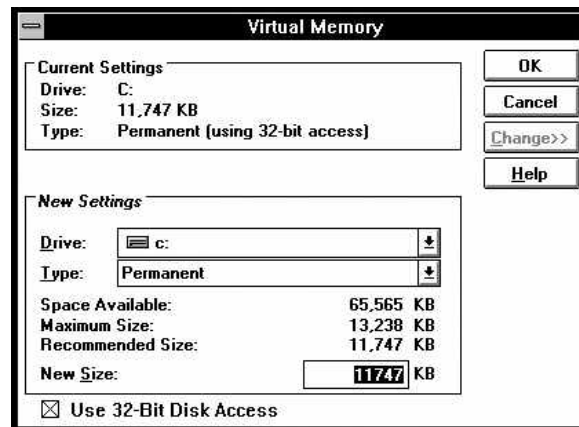 Virtual Memory
Current Settings
Drive: C:
Size: 11,747 KB
Type: Permanent (using 32-bit access)
OK
Cancel
Change>>
Help
New Settings
Drive: c:
Type: Permanent
Space Available: 65,565 KB
Maximum Size: 13,238 KB
Recommended Size: 11,747 KB
New Size: 11747 KB
Use 32-Bit Disk Access